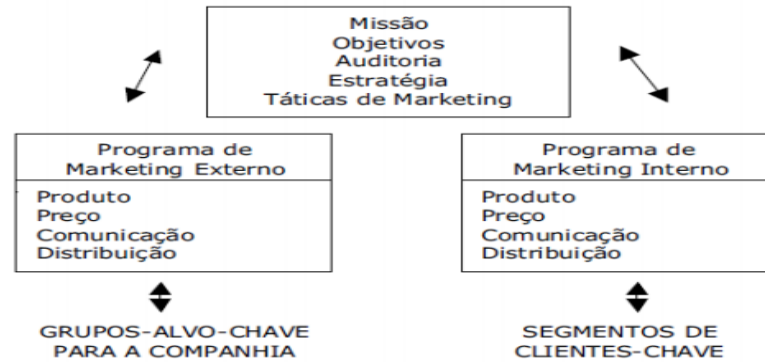 Missão
Objetivos
Auditoria
Estratégia
Táticas de Marketing
Programa de
Marketing Externo
Produto
Preço
Comunicação
Distribuição
GRUPOS-ALVO-CHAVE
PARA A COMPANHIA
Programa de
Marketing Interno
Produto
Preço
Comunicação
Distribuição
SEGMENTOS DE
CLIENTES-CHAVE